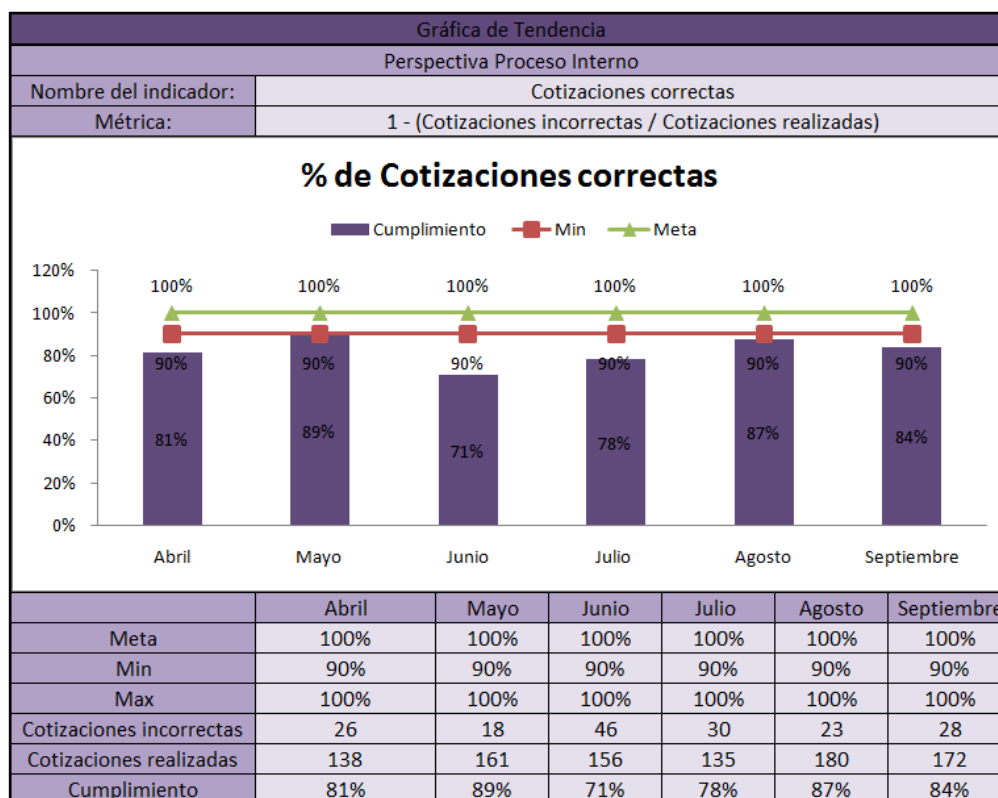 Gráfica de Tendencia
Perspectiva Proceso Interno
Nombre del indicador: Cotizaciones correctas
Métrica: 1 - (Cotizaciones incorrectas / Cotizaciones realizadas)
% de Cotizaciones correctas
Cumplimiento Min Meta
120%
100% 100% 100% 100% 100% 100%
100%
80%
90% 90% 90% 90% 90% 90%
60%
81% 89% 71% 78% 87% 84%
40%
20%
0%
Abril Mayo Junio Julio Agosto Septiembre
Abril Mayo Junio Julio Agosto Septiembre
Meta 100% 100% 100% 100% 100% 100%
Min 90% 90% 90% 90% 90% 90%
Max 100% 100% 100% 100% 100% 100%
Cotizaciones incorrectas 26 18 46 30 23 28
Cotizaciones realizadas 138 161 156 135 180 172
Cumplimiento 81% 89% 71% 78% 87% 84%